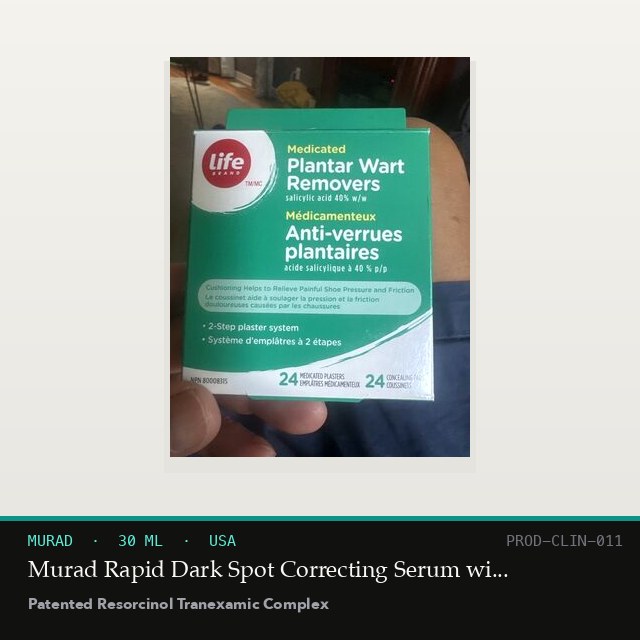 life
BRAND
TM/MC
Medicated
Plantar Wart
Removers
salicylic acid 40% w/w
Médicamenteux
Anti-verrues
plantaires
acide salicylique à 40 % p/p
Cushioning Helps to Relieve Painful Shoe Pressure and Friction
Le coussinet aide à soulager la pression et la friction
douloureuses causées par les chaussures
• 2-Step plaster system
• Système d'emplâtres à 2 étapes
24 MEDICATED PLASTERS
EMPLÂTRES MÉDICAMENTEUX
24 CONCEALING
COUSSINETS
MURAD · 30 ML · USA
PROD–CLIN–011
Murad Rapid Dark Spot Correcting Serum wi...
Patented Resorcinol Tranexamic Complex